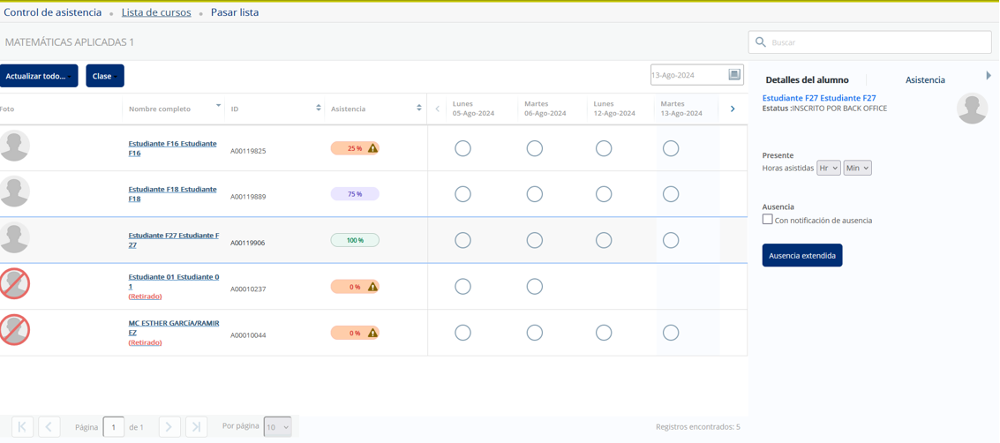 Control de asistencia • Lista de cursos • Pasar lista
MATEMÁTICAS APLICADAS 1
Buscar
Actualizar todo...
Clase
13-Ago-2024
Foto
Nombre completo
ID
Asistencia
Lunes
05-Ago-2024
Martes
06-Ago-2024
Lunes
12-Ago-2024
Martes
13-Ago-2024
Estudiante F16 Estudiante
F16
A00119825
25 %
Estudiante F18 Estudiante
F18
A00119889
75 %
Estudiante F27 Estudiante F
27
A00119906
100 %
Estudiante 01 Estudiante 0
1
(Retirado)
A00010237
0 %
MC ESTHER GARCÍA/RAMIR
EZ
(Retirado)
A00010044
0 %
Página 1 de 1
Por página 10
Registros encontrados: 5
Detalles del alumno
Asistencia
Estudiante F27 Estudiante F27
Estatus :INSCRITO POR BACK OFFICE
Presente
Horas asistidas Hr Min
Ausencia
Con notificación de ausencia
Ausencia extendida